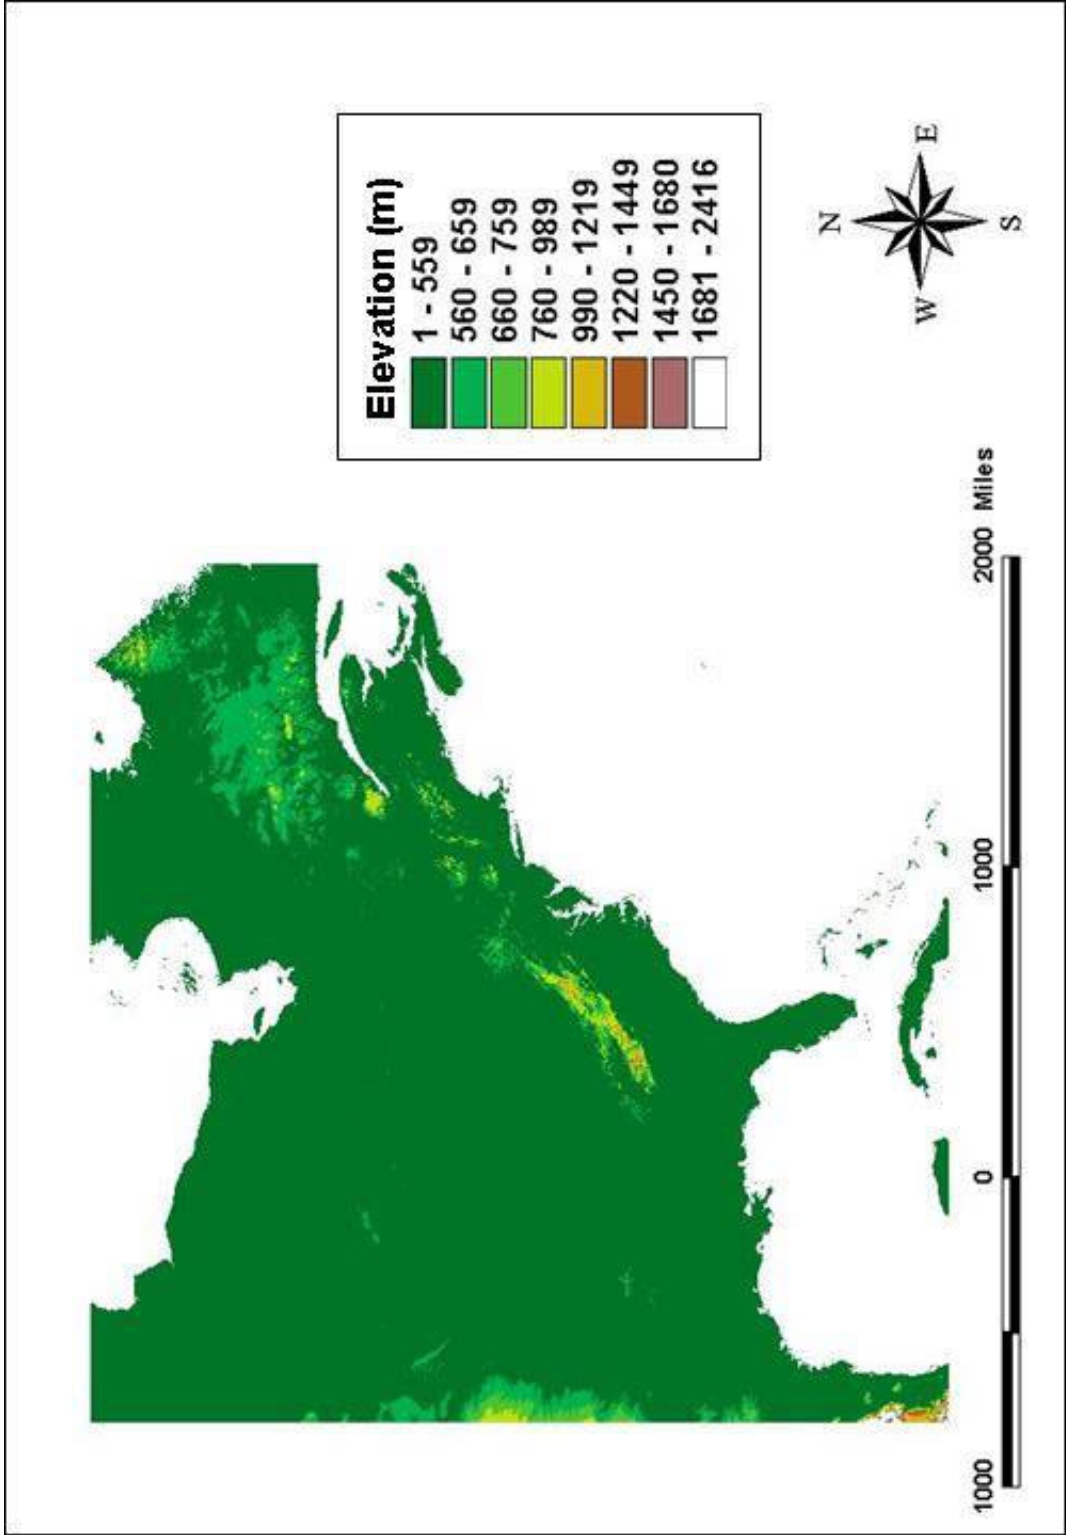 Elevation (m)
1 - 559
560 - 659
660 - 759
760 - 989
990 - 1219
1220 - 1449
1450 - 1680
1681 - 2416
N
W
E
S
1000
0
1000
2000 Miles